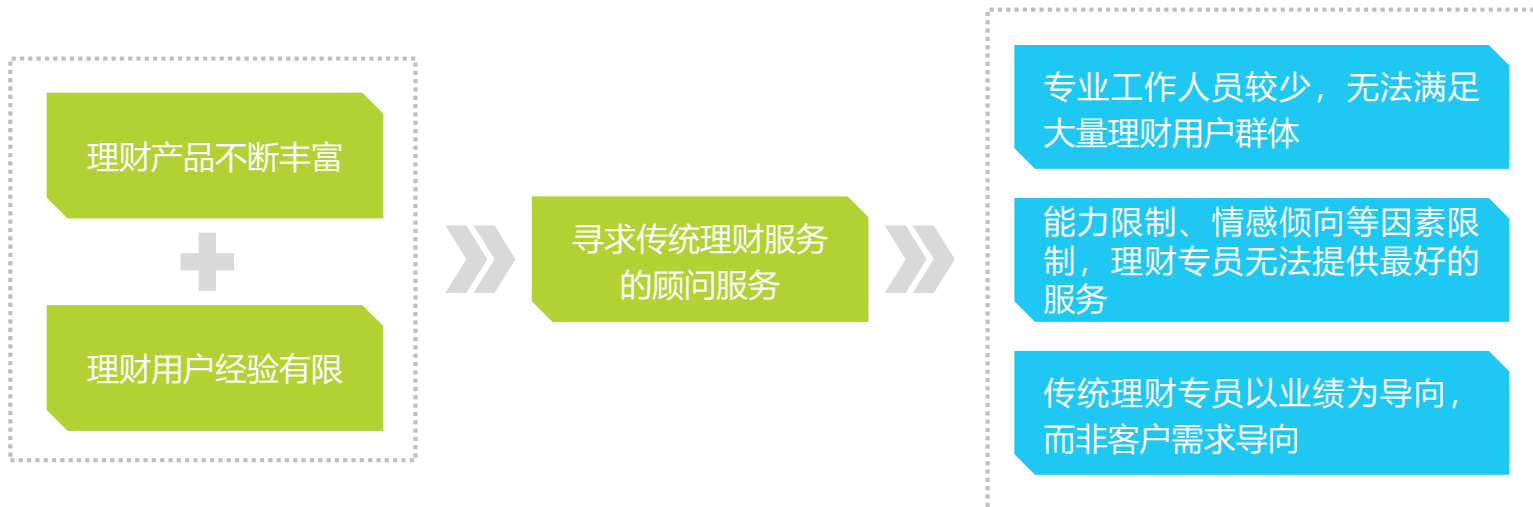 理财产品不断丰富
理财用户经验有限
寻求传统理财服务
的顾问服务
专业工作人员较少，无法满足
大量理财用户群体
能力限制、情感倾向等因素限
制，理财专员无法提供最好的
服务
传统理财专员以业绩为导向，
而非客户需求导向